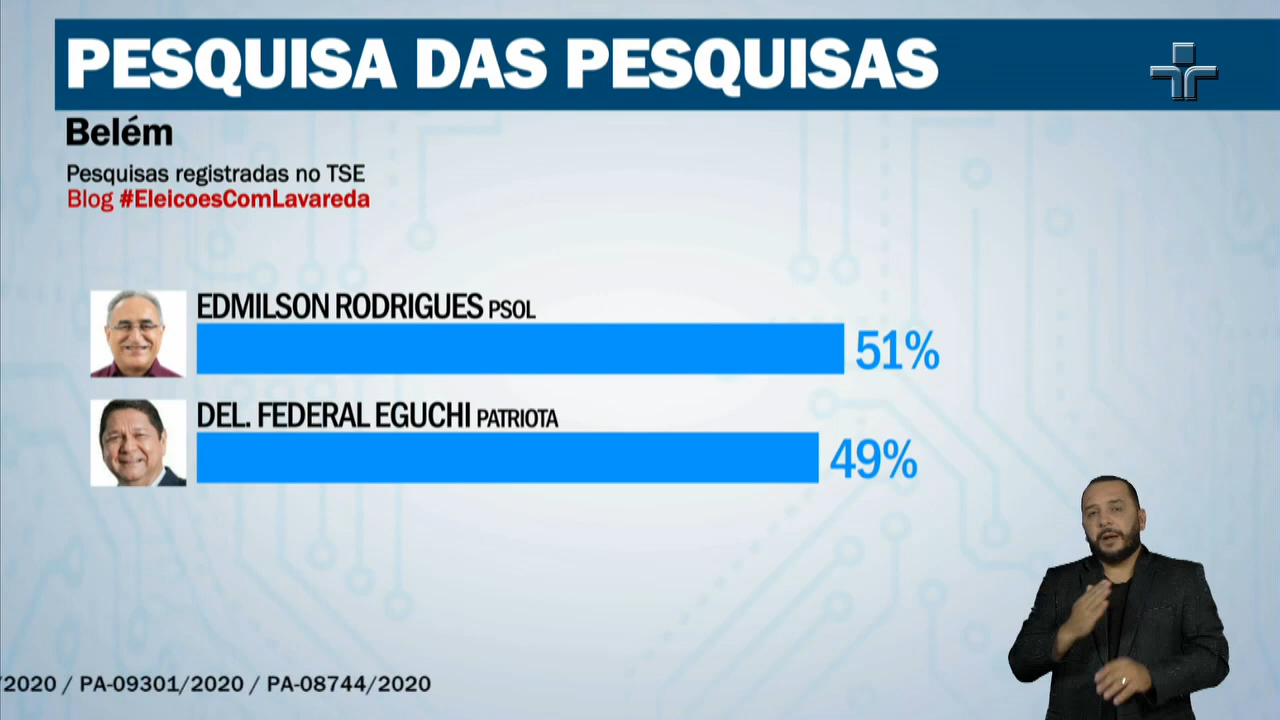 PESQUISA DAS PESQUISAS
Belém
Pesquisas registradas no TSE
Blog #EleicoesComLavareda
EDMILSON RODRIGUES PSOL
51%
DEL. FEDERAL EGUCHI PATRIOTA
49%
/2020 / PA-09301/2020 / PA-08744/2020